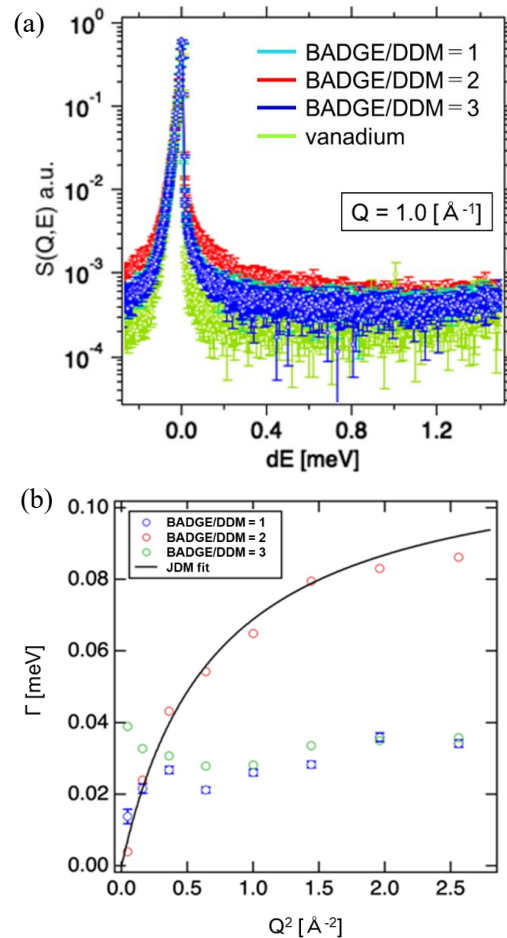 (a)
10⁰
10⁻¹
10⁻²
10⁻³
10⁻⁴
S(Q,E) a.u.
BADGE/DDM = 1
BADGE/DDM = 2
BADGE/DDM = 3
vanadium
Q = 1.0 [Å⁻¹]
0.0 0.4 0.8 1.2
dE [meV]
(b)
0.10
0.08
0.06
0.04
0.02
0.00
Γ [meV]
BADGE/DDM = 1
BADGE/DDM = 2
BADGE/DDM = 3
JDM fit
0.0 0.5 1.0 1.5 2.0 2.5
Q² [Å⁻²]